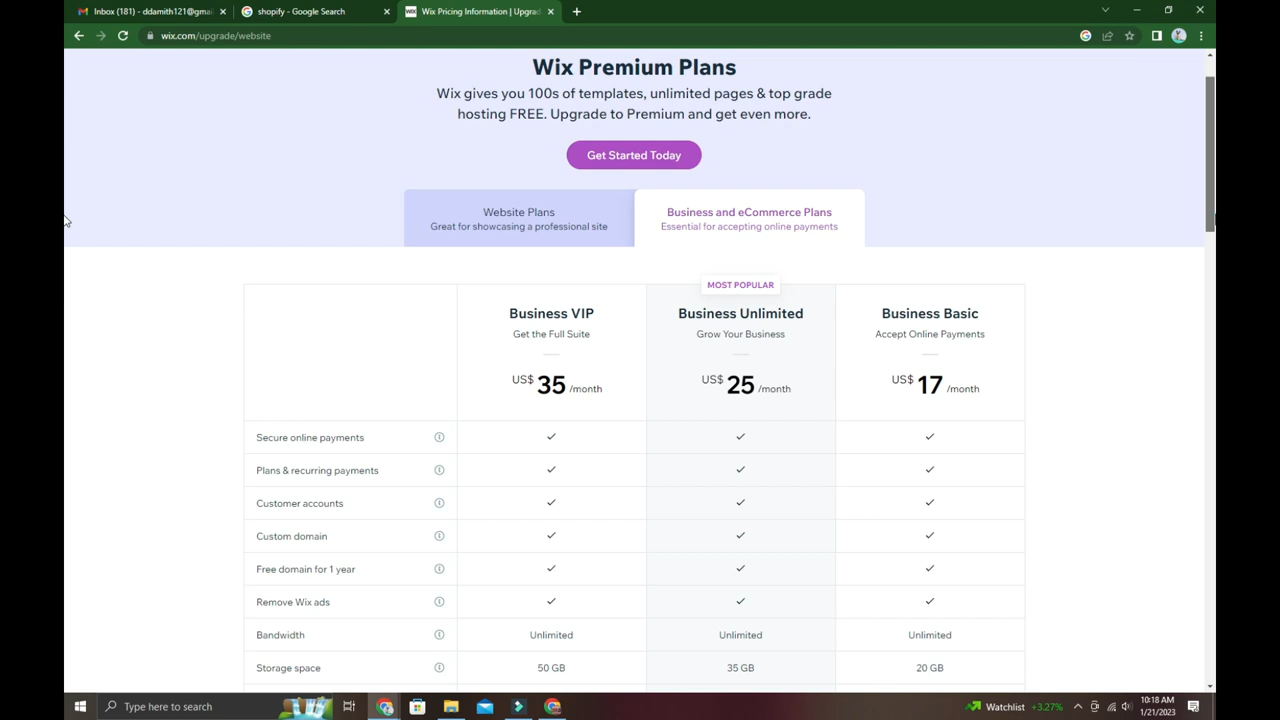 Inbox (181) - ddamith121@gmai
shopify - Google Search
Wix Pricing Information | Upgrad
wix.com/upgrade/website
Wix Premium Plans
Wix gives you 100s of templates, unlimited pages & top grade
hosting FREE. Upgrade to Premium and get even more.
Get Started Today
Website Plans
Great for showcasing a professional site
Business and eCommerce Plans
Essential for accepting online payments
MOST POPULAR
Business VIP
Get the Full Suite
US$ 35 /month
Business Unlimited
Grow Your Business
US$ 25 /month
Business Basic
Accept Online Payments
US$ 17 /month
Secure online payments
Plans & recurring payments
Customer accounts
Custom domain
Free domain for 1 year
Remove Wix ads
Bandwidth Unlimited Unlimited Unlimited
Storage space 50 GB 35 GB 20 GB
Type here to search
Watchlist +3.27%
10:18 AM
1/21/2023